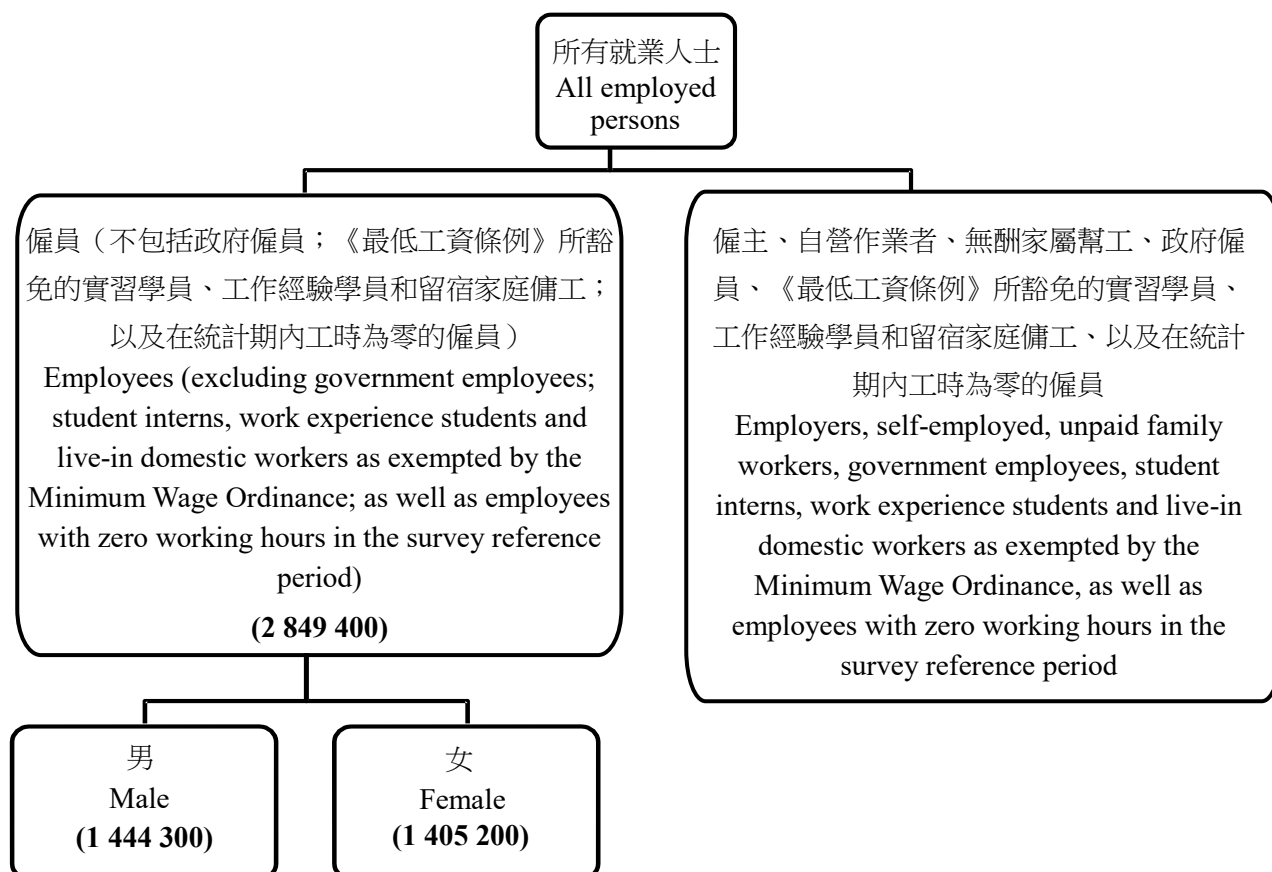 所有就業人士
All employed
persons
僱員（不包括政府僱員；《最低工資條例》所豁
免的實習學員、工作經驗學員和留宿家庭傭工；
以及在統計期內工時為零的僱員）
Employees (excluding government employees;
student interns, work experience students and
live-in domestic workers as exempted by the
Minimum Wage Ordinance; as well as employees
with zero working hours in the survey reference
period)
(2 849 400)
僱主、自營作業者、無酬家屬幫工、政府僱
員、《最低工資條例》所豁免的實習學員、
工作經驗學員和留宿家庭傭工、以及在統計
期內工時為零的僱員
Employers, self-employed, unpaid family
workers, government employees, student
interns, work experience students and live-in
domestic workers as exempted by the
Minimum Wage Ordinance, as well as
employees with zero working hours in the
survey reference period
男
Male
(1 444 300)
女
Female
(1 405 200)